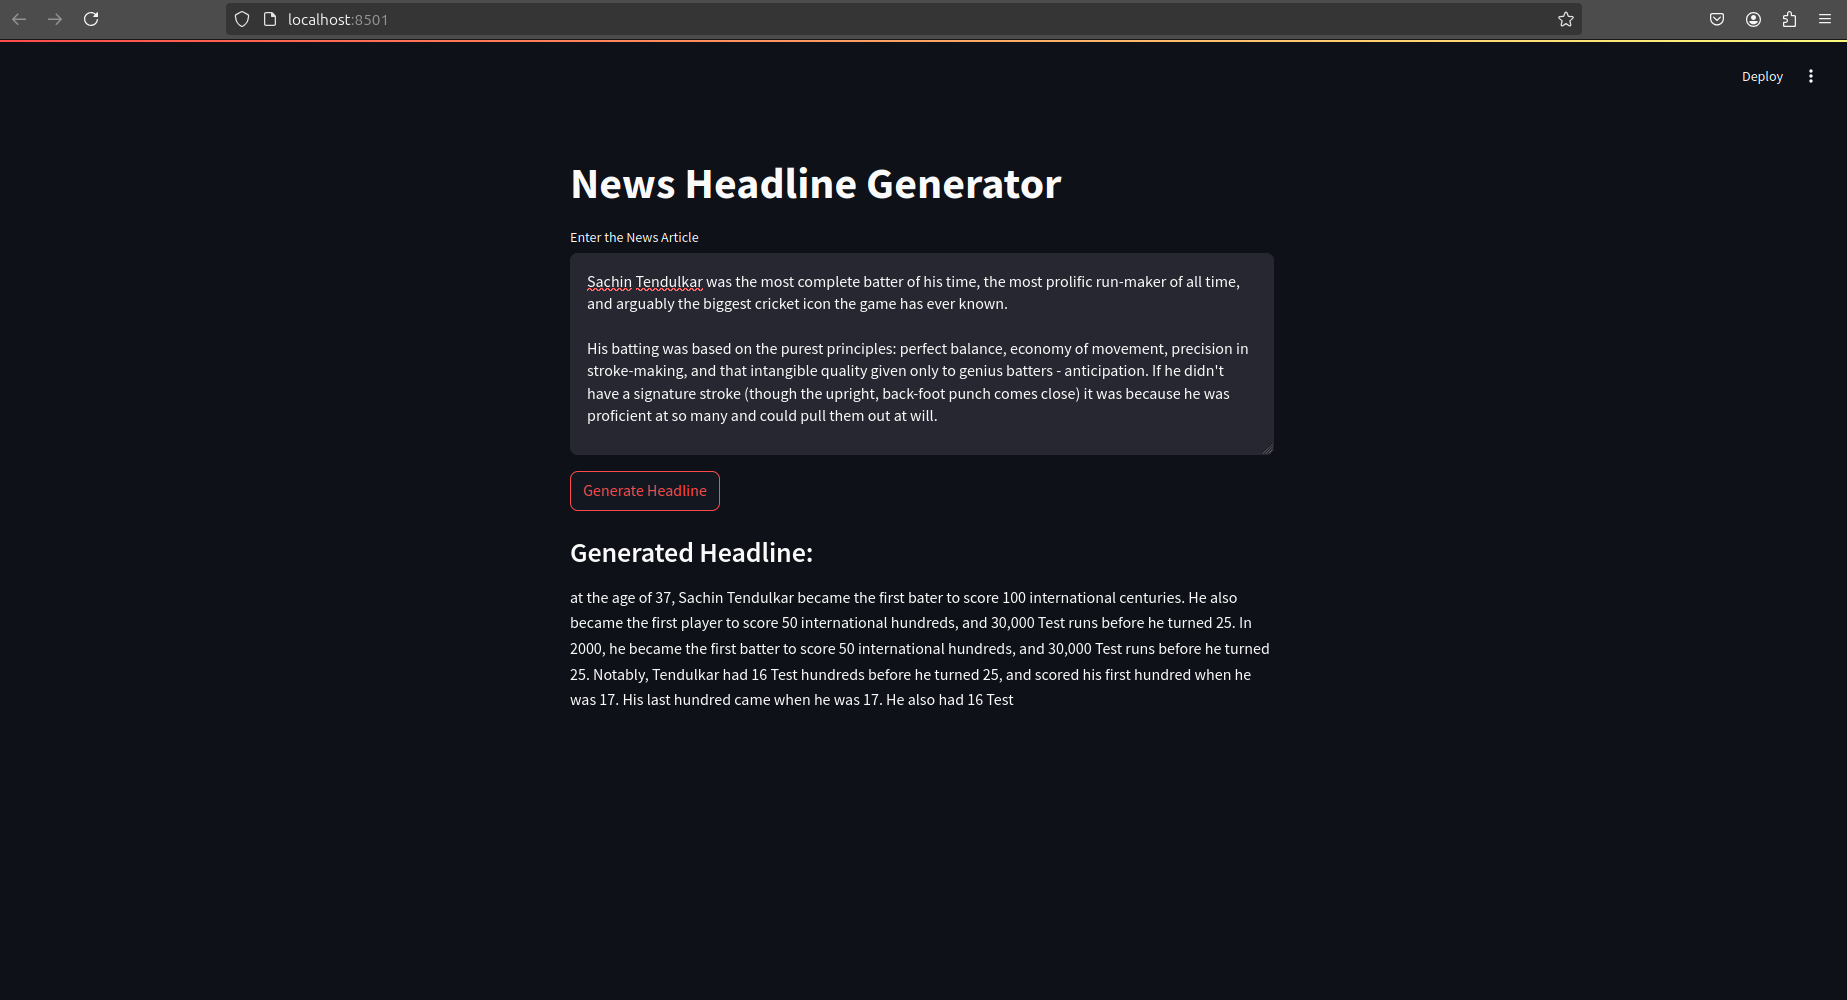 localhost:8501
Deploy
News Headline Generator
Enter the News Article
Sachin Tendulkar was the most complete batter of his time, the most prolific run-maker of all time,
and arguably the biggest cricket icon the game has ever known.
His batting was based on the purest principles: perfect balance, economy of movement, precision in
stroke-making, and that intangible quality given only to genius batters - anticipation. If he didn't
have a signature stroke (though the upright, back-foot punch comes close) it was because he was
proficient at so many and could pull them out at will.
Generate Headline
Generated Headline:
at the age of 37, Sachin Tendulkar became the first bater to score 100 international centuries. He also
became the first player to score 50 international hundreds, and 30,000 Test runs before he turned 25. In
2000, he became the first batter to score 50 international hundreds, and 30,000 Test runs before he turned
25. Notably, Tendulkar had 16 Test hundreds before he turned 25, and scored his first hundred when he
was 17. His last hundred came when he was 17. He also had 16 Test